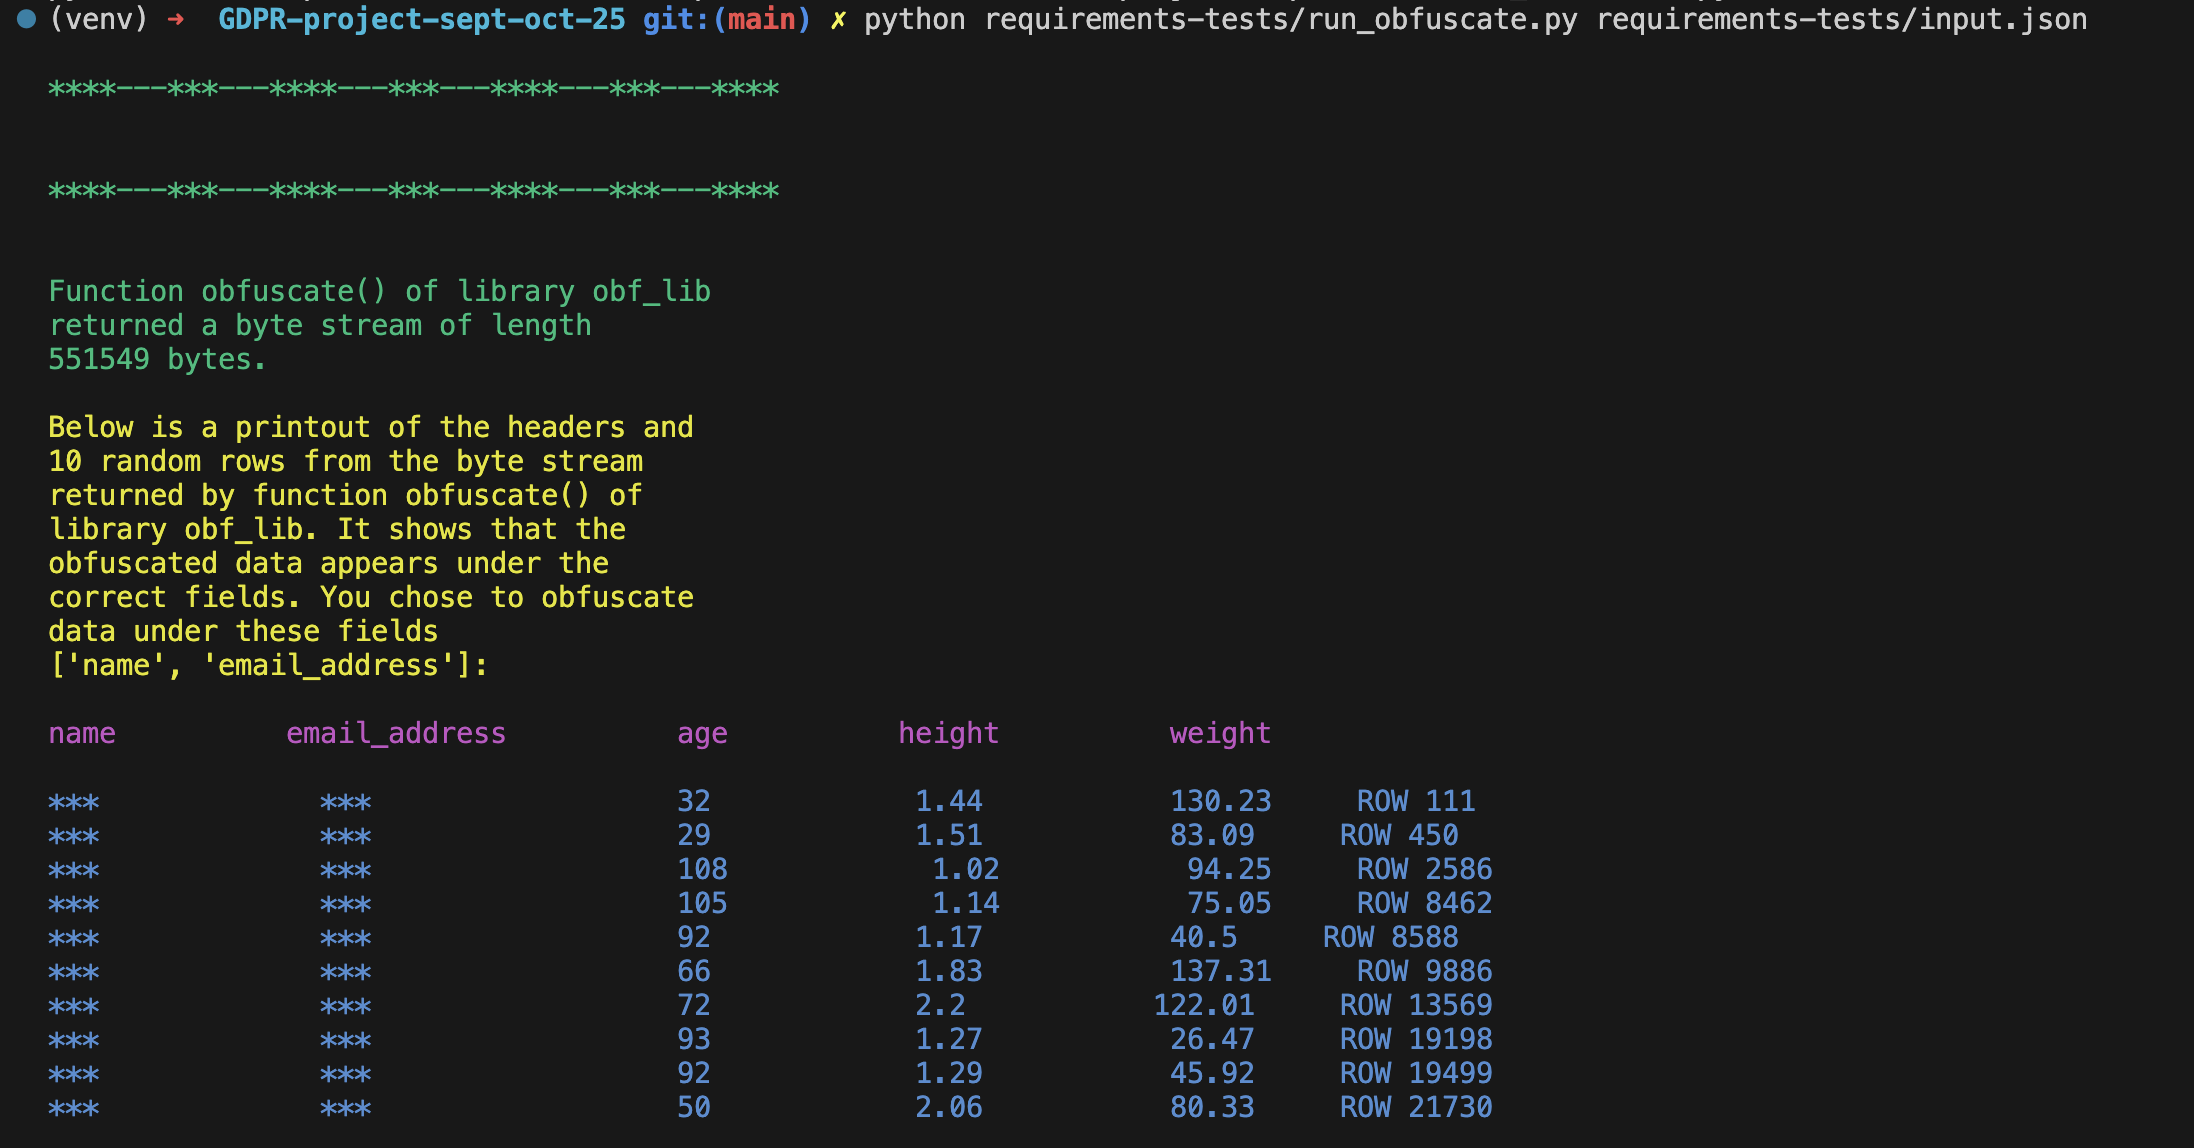 (venv) ➜ GDPR-project-sept-oct-25 git:(main) ✗ python requirements-tests/run_obfuscate.py requirements-tests/input.json
****---***---****---***---****---***---****
****---***---****---***---****---***---****
Function obfuscate() of library obf_lib
returned a byte stream of length
551549 bytes.
Below is a printout of the headers and
10 random rows from the byte stream
returned by function obfuscate() of
library obf_lib. It shows that the
obfuscated data appears under the
correct fields. You chose to obfuscate
data under these fields
['name', 'email_address']:
name email_address age height weight
*** *** 32 1.44 130.23 ROW 111
*** *** 29 1.51 83.09 ROW 450
*** *** 108 1.02 94.25 ROW 2586
*** *** 105 1.14 75.05 ROW 8462
*** *** 92 1.17 40.5 ROW 8588
*** *** 66 1.83 137.31 ROW 9886
*** *** 72 2.2 122.01 ROW 13569
*** *** 93 1.27 26.47 ROW 19198
*** *** 92 1.29 45.92 ROW 19499
*** *** 50 2.06 80.33 ROW 21730